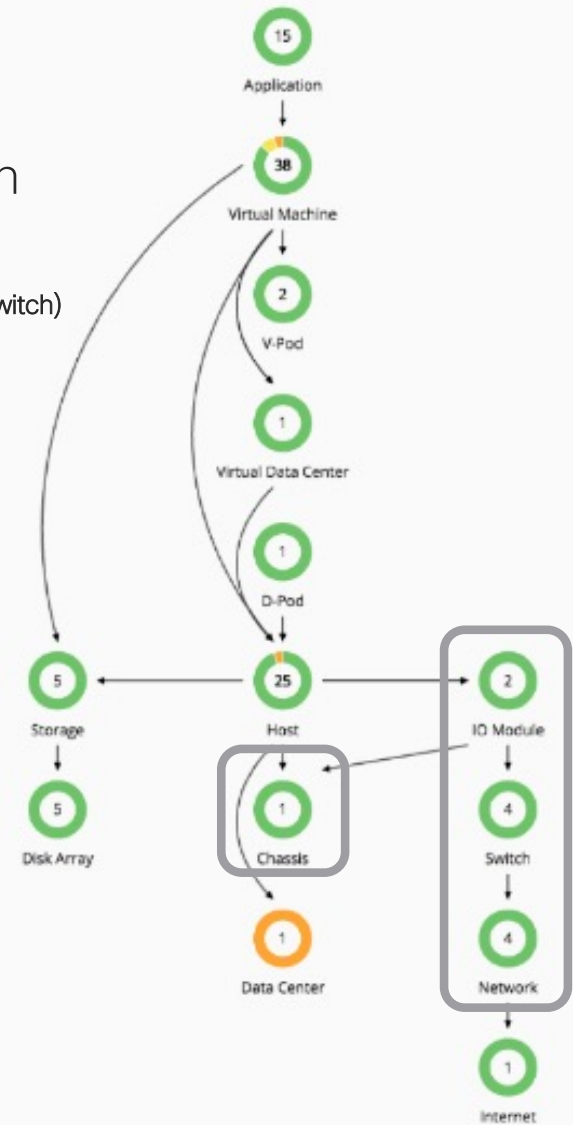 15
Application
n
38
Virtual Machine
witch)
2
V-Pod
1
Virtual Data Center
1
D-Pod
5
25
2
Storage
Host
IO Module
5
1
4
Disk Array
Chassis
Switch
1
4
Data Center
Network
1
Internet